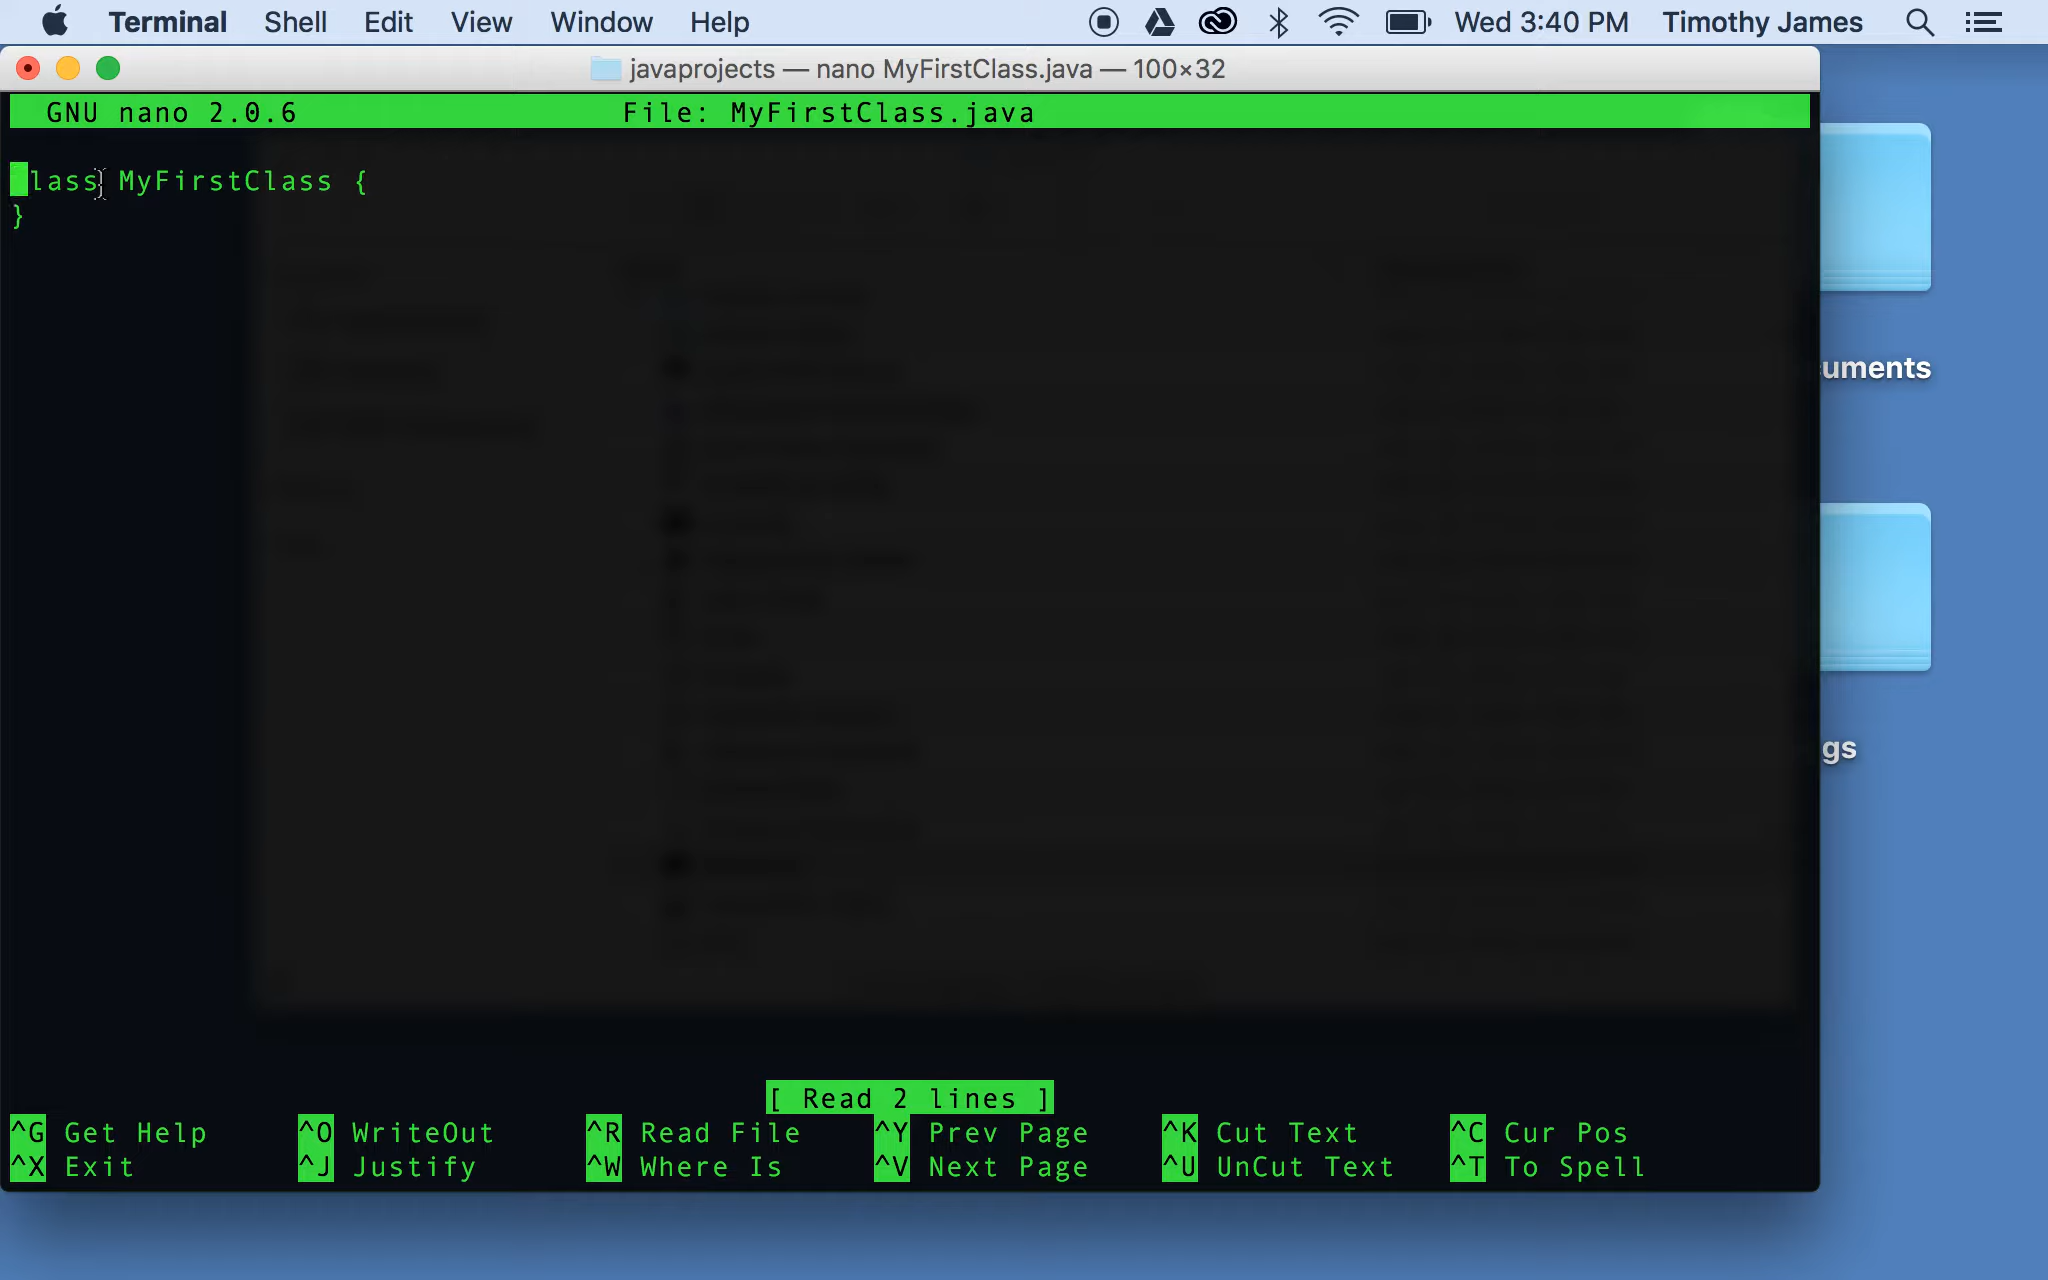 Terminal Shell Edit View Window Help Wed 3:40 PM Timothy James
javaprojects — nano MyFirstClass.java — 100×32
GNU nano 2.0.6 File: MyFirstClass.java
class MyFirstClass {
}
uments
gs
[ Read 2 lines ]
^G Get Help ^O WriteOut ^R Read File ^Y Prev Page ^K Cut Text ^C Cur Pos
^X Exit ^J Justify ^W Where Is ^V Next Page ^U UnCut Text ^T To Spell